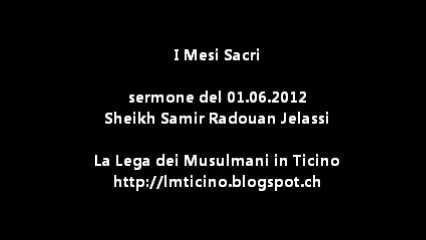 I Mesi Sacri
sermone del 01.06.2012
Sheikh Samir Radouan Jelassi
La Lega dei Musulmani in Ticino
http://lmticino.blogspot.ch